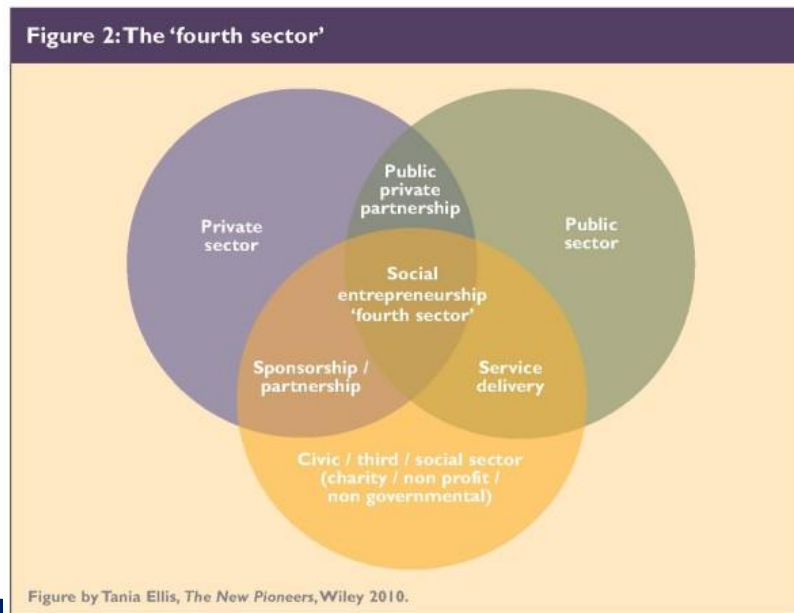 Figure 2: The ‘fourth sector’
Public
private
partnership
Private
sector
Public
sector
Social
entrepreneurship
‘fourth sector’
Sponsorship /
partnership
Service
delivery
Civic / third / social sector
(charity / non profit /
non governmental)
Figure by Tania Ellis, The New Pioneers, Wiley 2010.